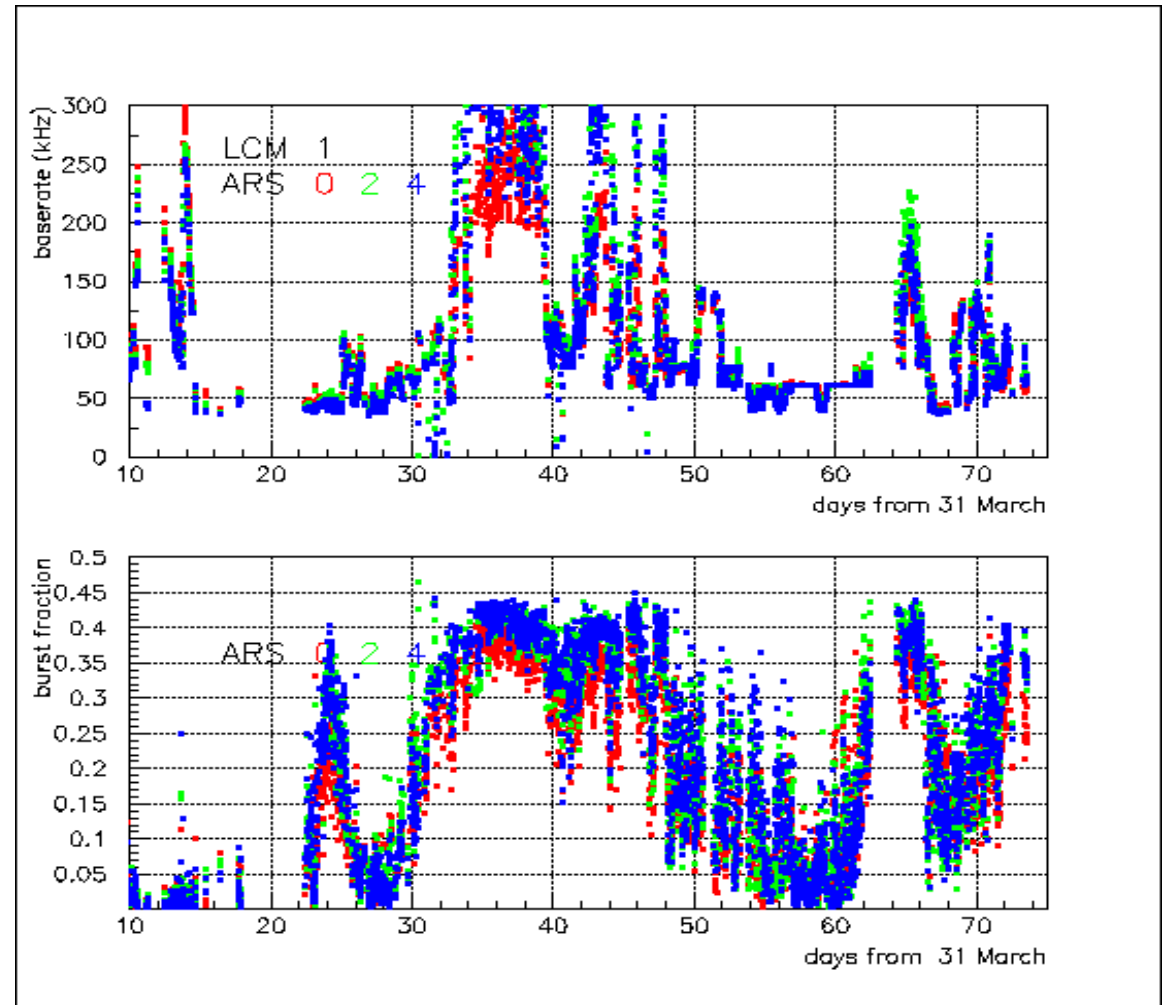 baserate (kHz)
300
250
200
150
100
50
0
LCM 1
ARS 0 2 4
10 20 30 40 50 60 70
days from 31 March
burst fraction
0.5
0.45
0.4
0.35
0.3
0.25
0.2
0.15
0.1
0.05
ARS 0 2 4
10 20 30 40 50 60 70
days from 31 March